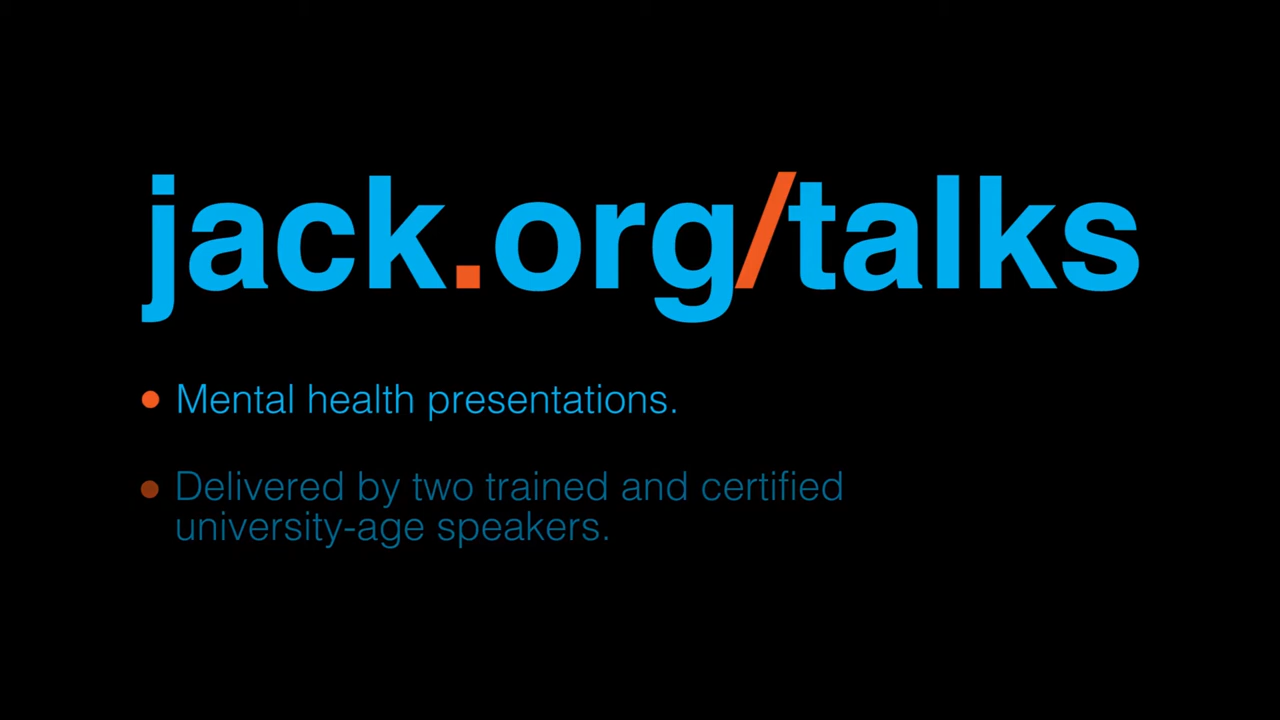 jack.org/talks
• Mental health presentations.
• Delivered by two trained and certified
university-age speakers.